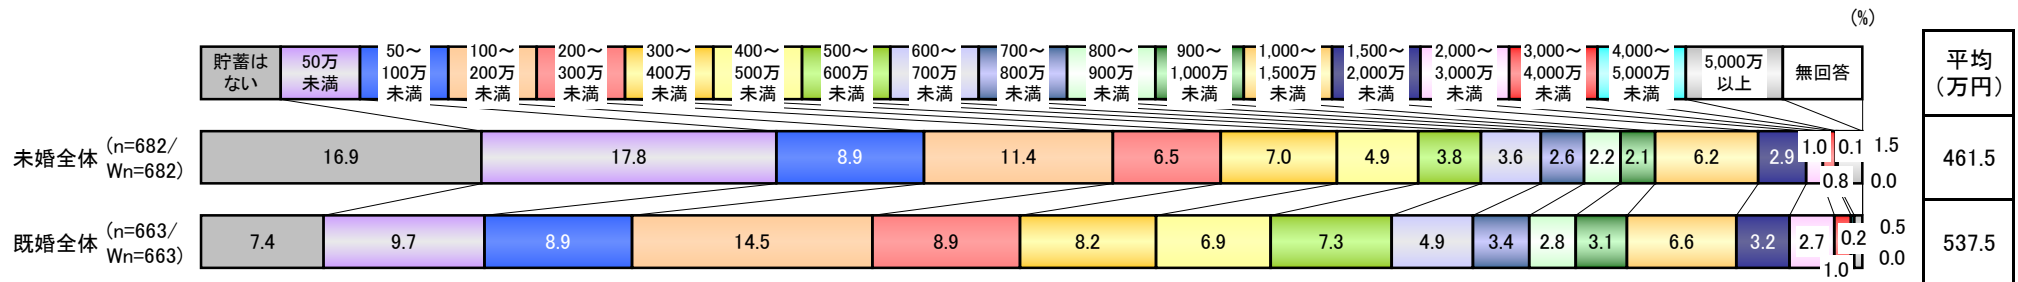 (%)
貯蓄は
ない
50万
未満
50～
100万
未満
100～
200万
未満
200～
300万
未満
300～
400万
未満
400～
500万
未満
500～
600万
未満
600～
700万
未満
700～
800万
未満
800～
900万
未満
900～
1,000万
未満
1,000～
1,500万
未満
1,500～
2,000万
未満
2,000～
3,000万
未満
3,000～
4,000万
未満
4,000～
5,000万
未満
5,000万
以上
無回答
平均
（万円）
未婚全体
(n=682/
Wn=682)
16.9
17.8
8.9
11.4
6.5
7.0
4.9
3.8
3.6
2.6
2.2
2.1
6.2
2.9
1.0
0.8
0.1
1.5
0.0
461.5
既婚全体
(n=663/
Wn=663)
7.4
9.7
8.9
14.5
8.9
8.2
6.9
7.3
4.9
3.4
2.8
3.1
6.6
3.2
2.7
1.0
0.2
0.5
0.0
537.5